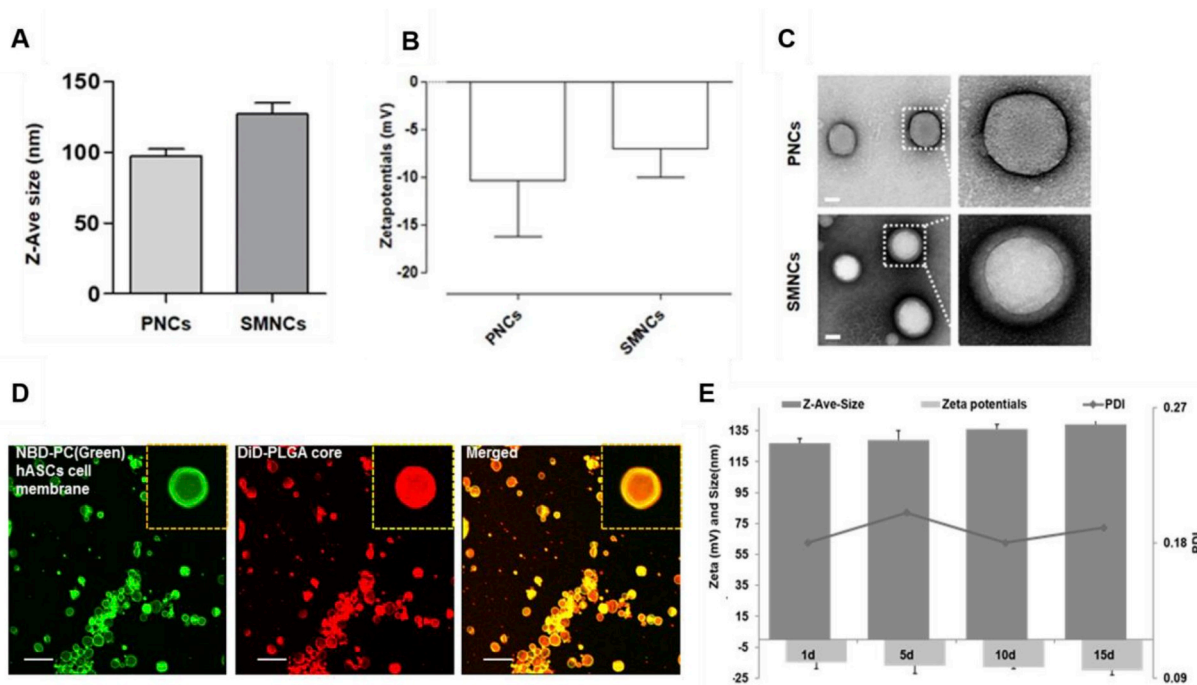 A
Z-Ave size (nm)
150
100
50
0
PNCs
SMNCs
B
Zetapotentials (mV)
0
-5
-10
-15
-20
PNCs
SMNCs
C
PNCs
SMNCs
D
NBD-PC(Green)
hASCs cell
membrane
DiD-PLGA core
Merged
E
Z-Ave-Size
Zeta potentials
PDI
Zeta (mV) and Size(nm)
135
115
95
75
55
35
15
-5
-25
1d
5d
10d
15d
0.27
0.18
0.09
PDI